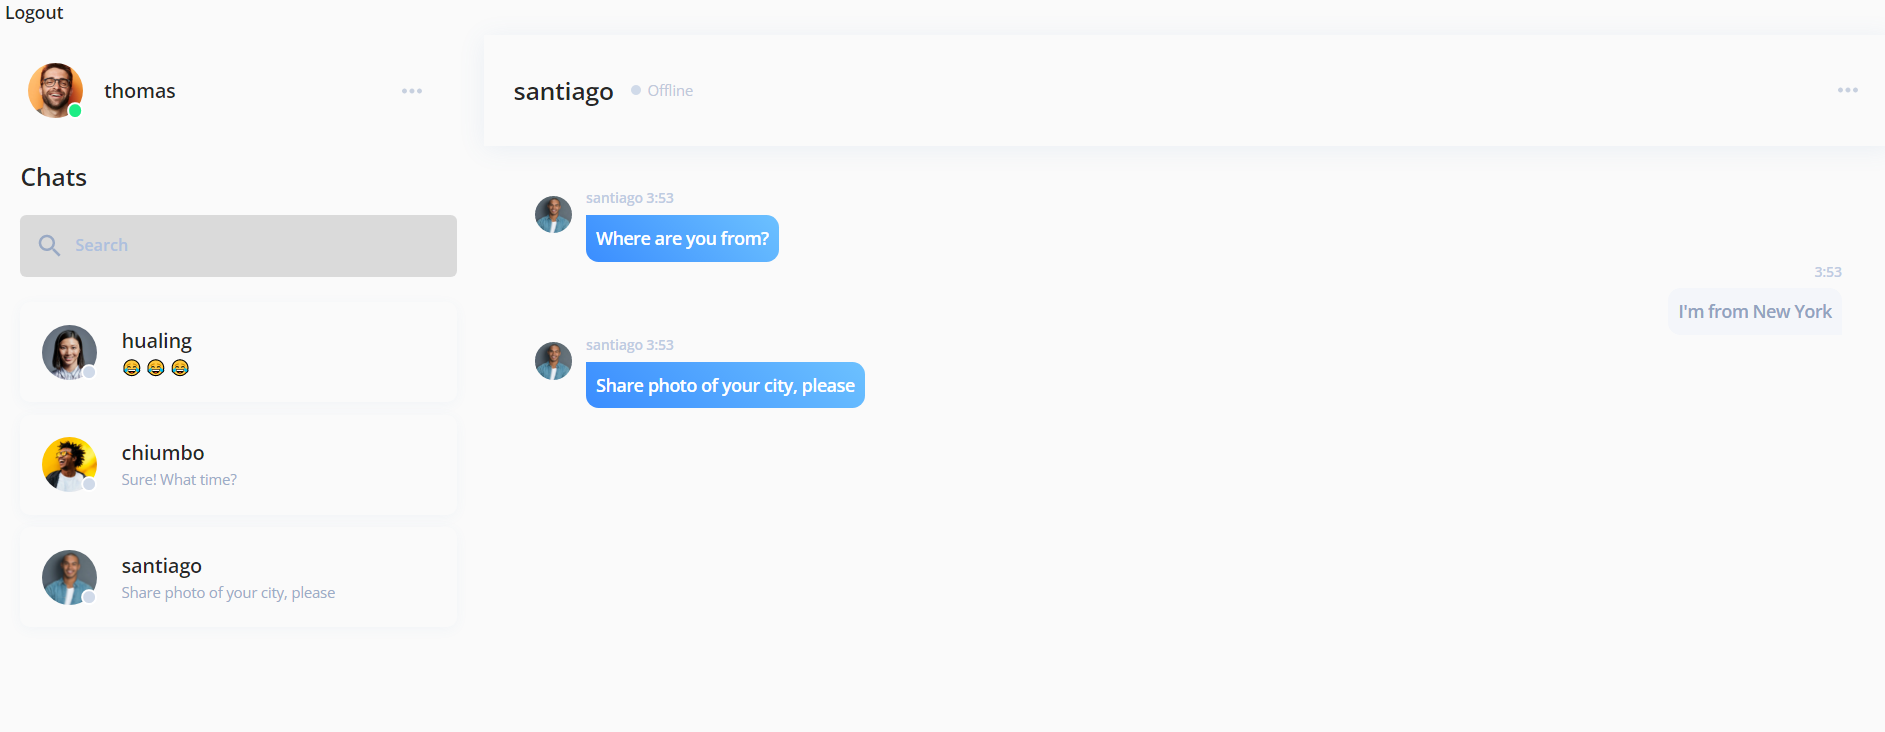 Logout
thomas
Chats
Search
hualing
😂 😂 😂
chiumbo
Sure! What time?
santiago
Share photo of your city, please
santiago Offline
santiago 3:53
Where are you from?
3:53
I'm from New York
santiago 3:53
Share photo of your city, please